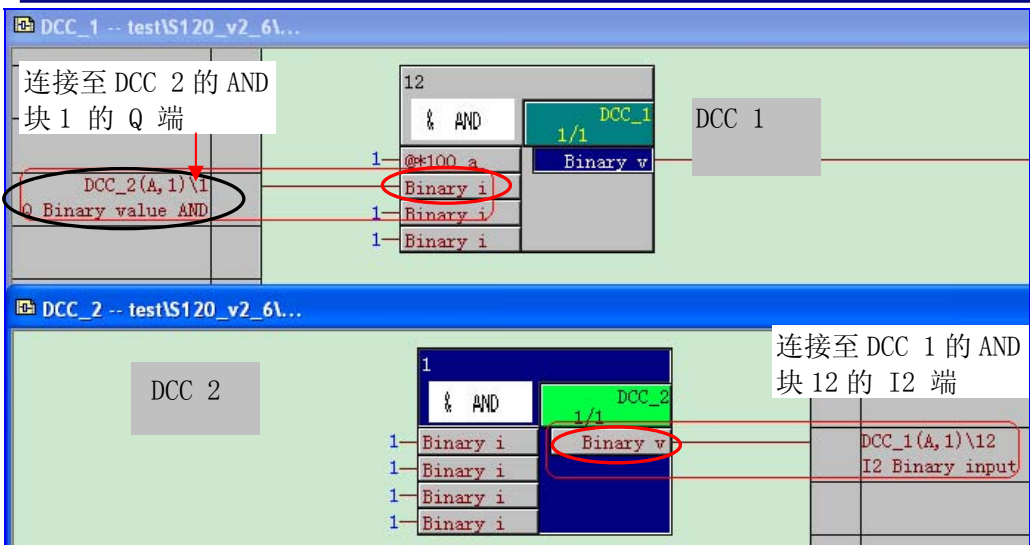 DCC_1 -- test\S120_v2_6\...
连接至 DCC 2 的 AND
块 1 的 Q 端
12
& AND
DCC_1
1/1
DCC 1
1
@*100 a
Binary v
DCC_2(A,1)\1
Q Binary value AND
Binary i
1
Binary i
1
Binary i
DCC_2 -- test\S120_v2_6\...
连接至 DCC 1 的 AND
块 12 的 I2 端
DCC 2
1
& AND
DCC_2
1/1
1
Binary i
Binary v
DCC_1(A,1)\12
I2 Binary input
1
Binary i
1
Binary i
1
Binary i